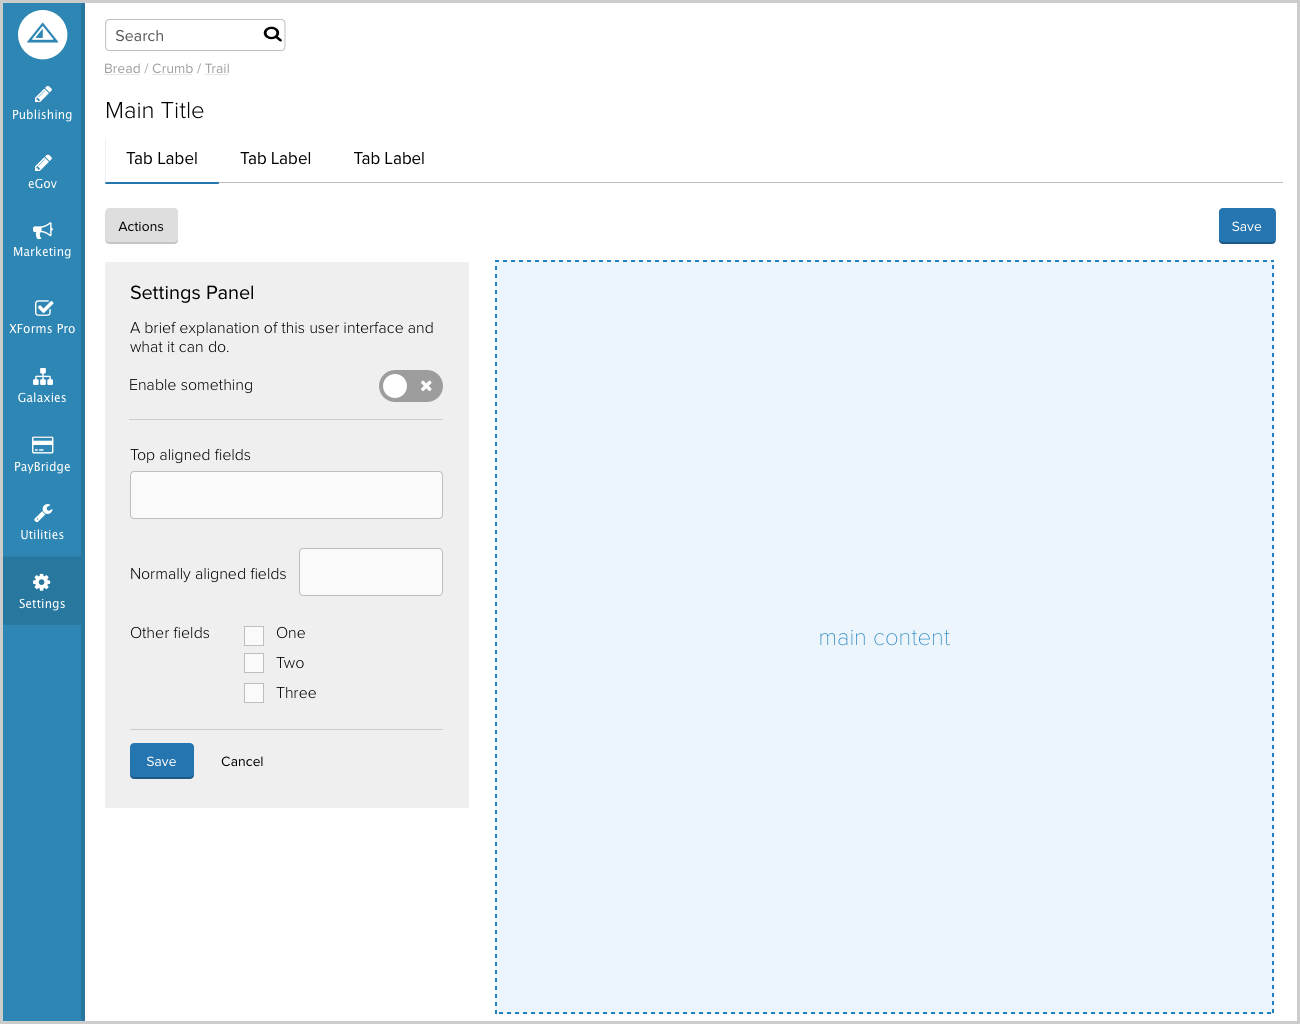 Search
Bread / Crumb / Trail
Main Title
Tab Label Tab Label Tab Label
Actions
Save
Publishing
eGov
Marketing
XForms Pro
Galaxies
PayBridge
Utilities
Settings
Settings Panel
A brief explanation of this user interface and
what it can do.
Enable something
Top aligned fields
Normally aligned fields
Other fields
One
Two
Three
Save
Cancel
main content